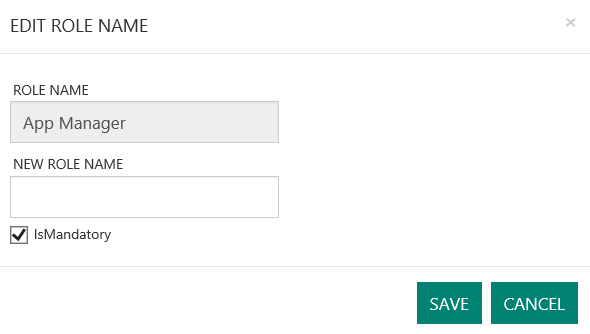 EDIT ROLE NAME
×
ROLE NAME
App Manager
NEW ROLE NAME
IsMandatory
SAVE CANCEL